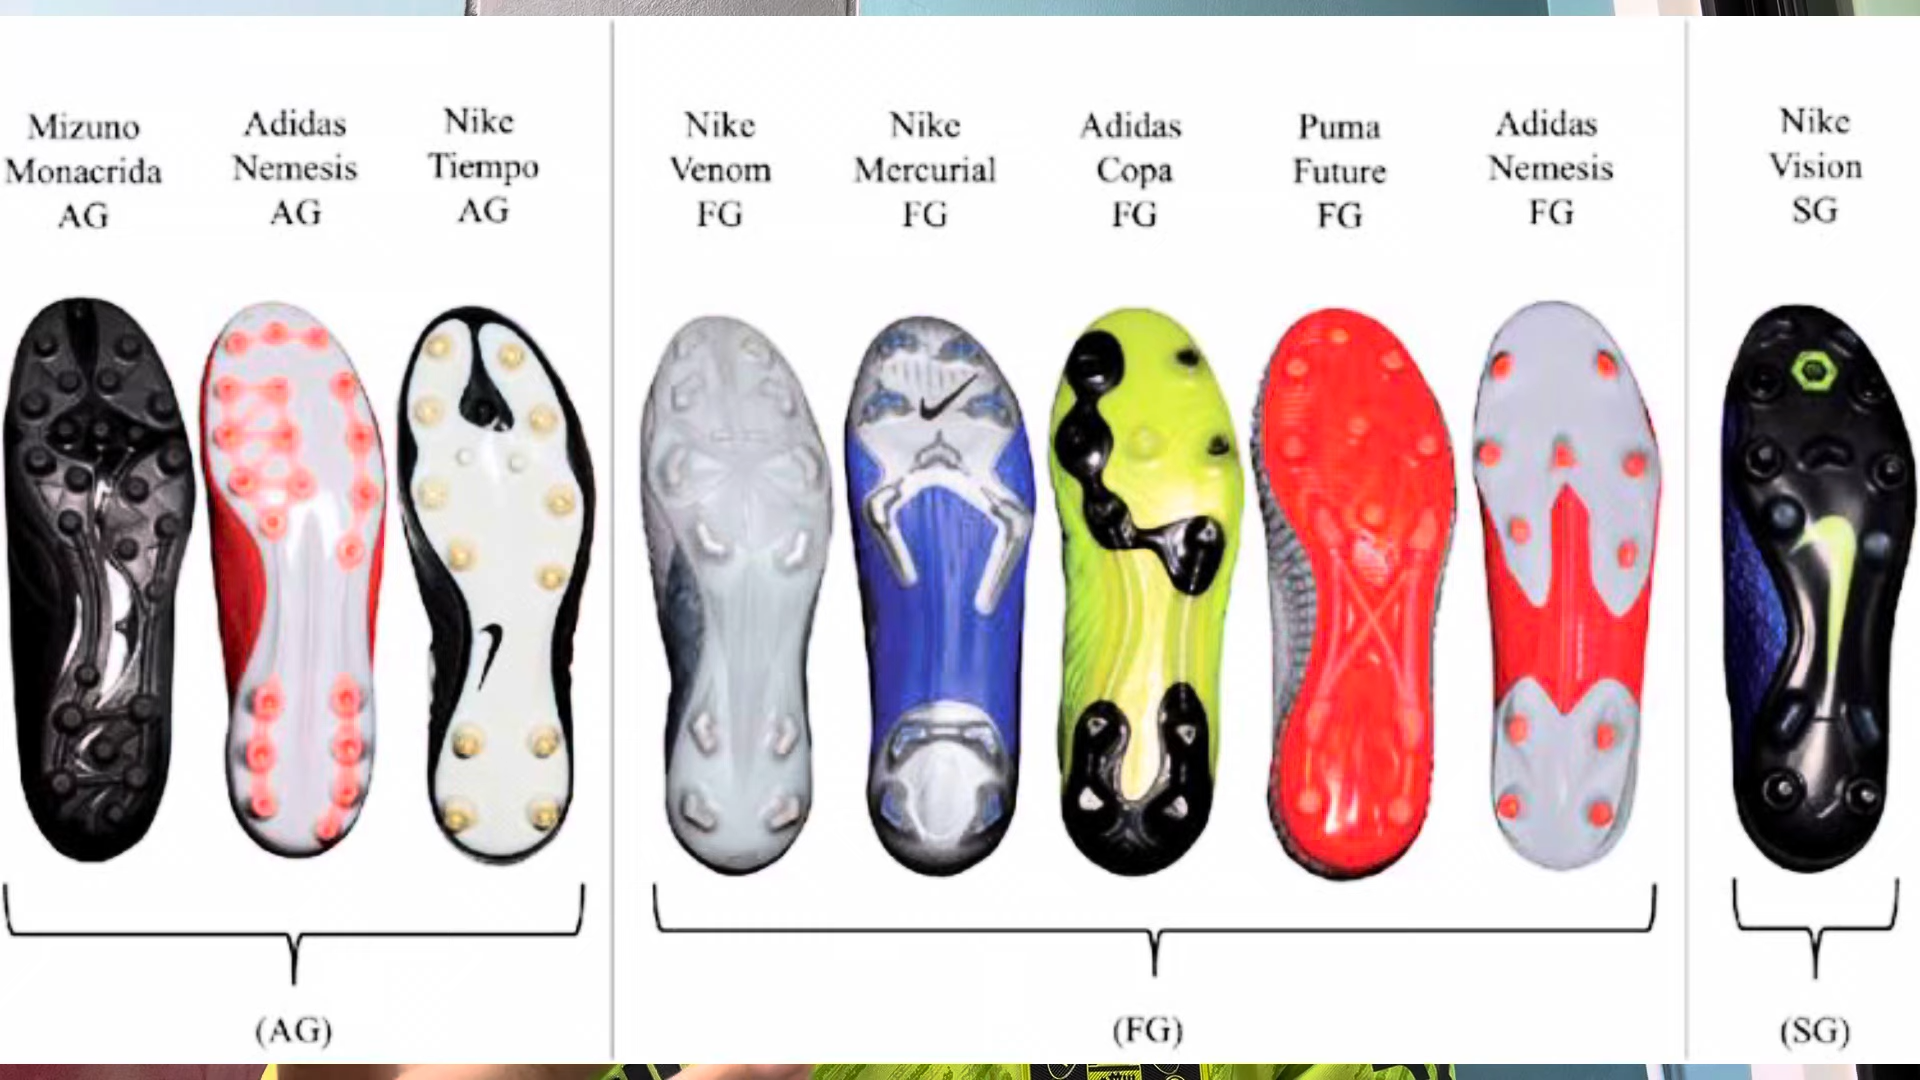 Mizuno
Monacrida
AG
Adidas
Nemesis
AG
Nike
Tiempo
AG
Nike
Venom
FG
Nike
Mercurial
FG
Adidas
Copa
FG
Puma
Future
FG
Adidas
Nemesis
FG
Nike
Vision
SG
(AG)
(FG)
(SG)